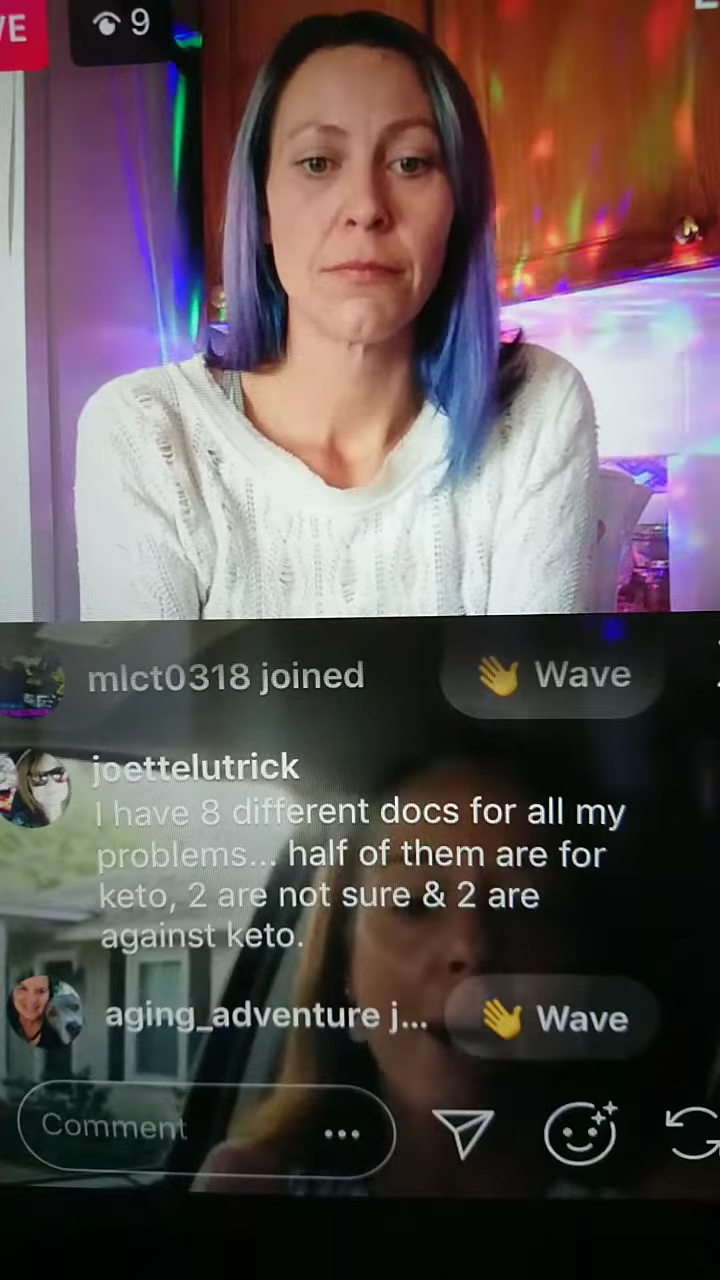 VE
9
mlct0318 joined
Wave
joettelutrick
I have 8 different docs for all my
problems... half of them are for
keto, 2 are not sure & 2 are
against keto.
aging_adventure j...
Wave
Comment